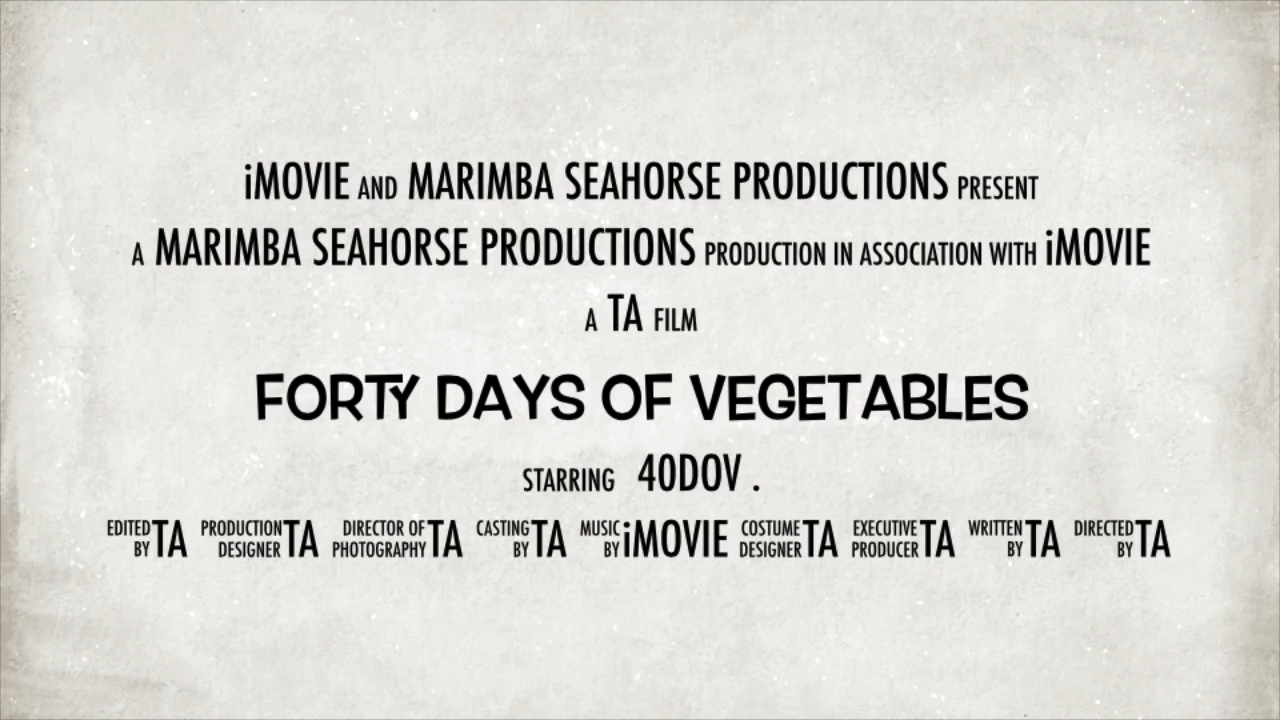 iMOVIE AND MARIMBA SEAHORSE PRODUCTIONS PRESENT
A MARIMBA SEAHORSE PRODUCTIONS PRODUCTION IN ASSOCIATION WITH iMOVIE
A TA FILM
FORTY DAYS OF VEGETABLES
STARRING 40DOV .
EDITED BY TA PRODUCTION DESIGNER TA DIRECTOR OF PHOTOGRAPHY TA CASTING BY TA MUSIC BY iMOVIE COSTUME DESIGNER TA EXECUTIVE PRODUCER TA WRITTEN BY TA DIRECTED BY TA